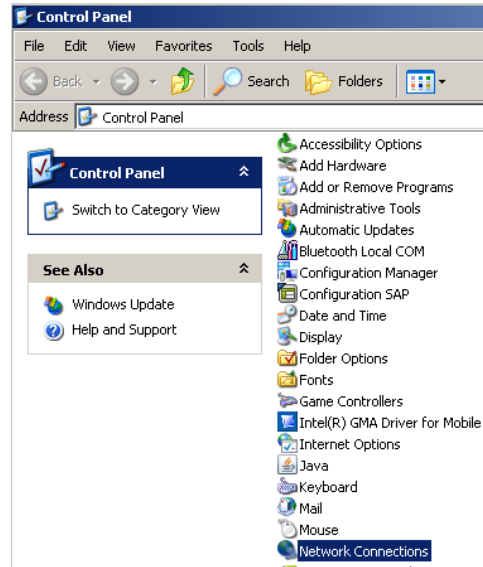 Control Panel
File Edit View Favorites Tools Help
Back Search Folders
Address Control Panel
Control Panel
Switch to Category View
See Also
Windows Update
Help and Support
Accessibility Options
Add Hardware
Add or Remove Programs
Administrative Tools
Automatic Updates
Bluetooth Local COM
Configuration Manager
Configuration SAP
Date and Time
Display
Folder Options
Fonts
Game Controllers
Intel(R) GMA Driver for Mobile
Internet Options
Java
Keyboard
Mail
Mouse
Network Connections